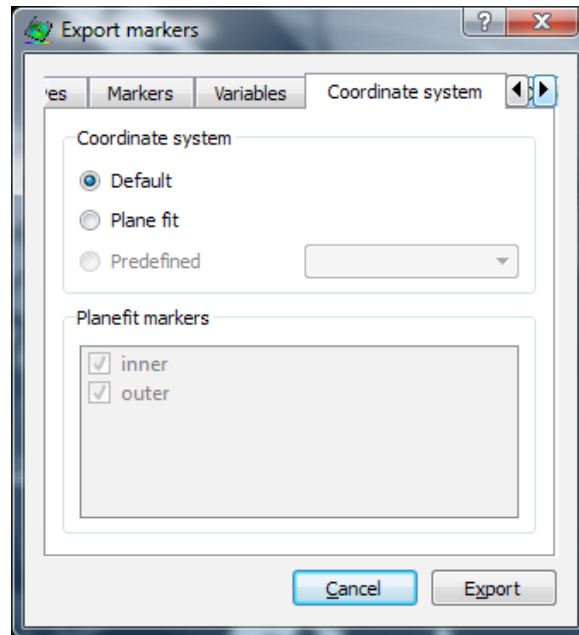 Export markers
?
Markers Variables Coordinate system
Coordinate system
Default
Plane fit
Predefined
Planefit markers
inner
outer
Cancel Export